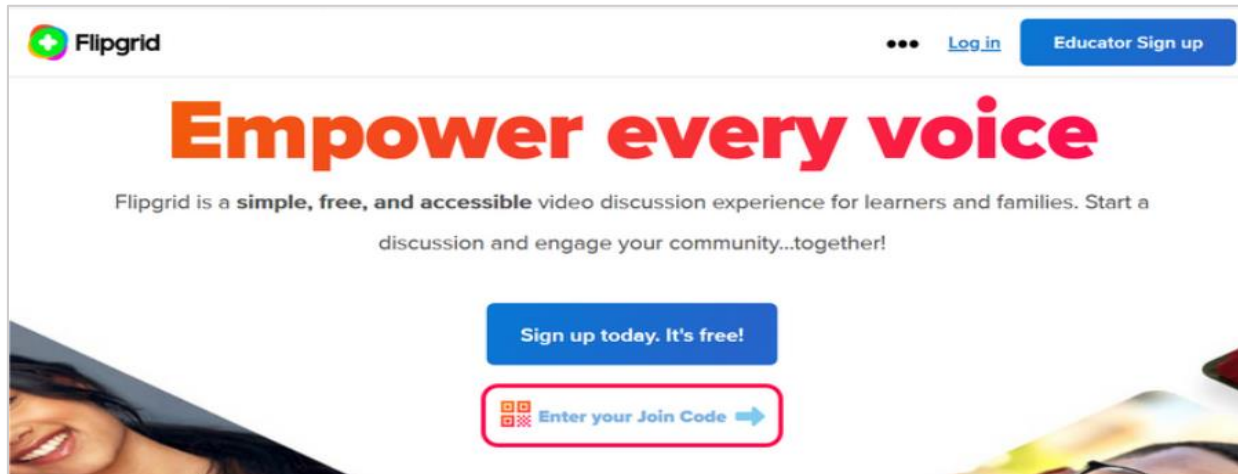 Flipgrid
Log in
Educator Sign up
Empower every voice
Flipgrid is a simple, free, and accessible video discussion experience for learners and families. Start a
discussion and engage your community...together!
Sign up today. It's free!
Enter your Join Code